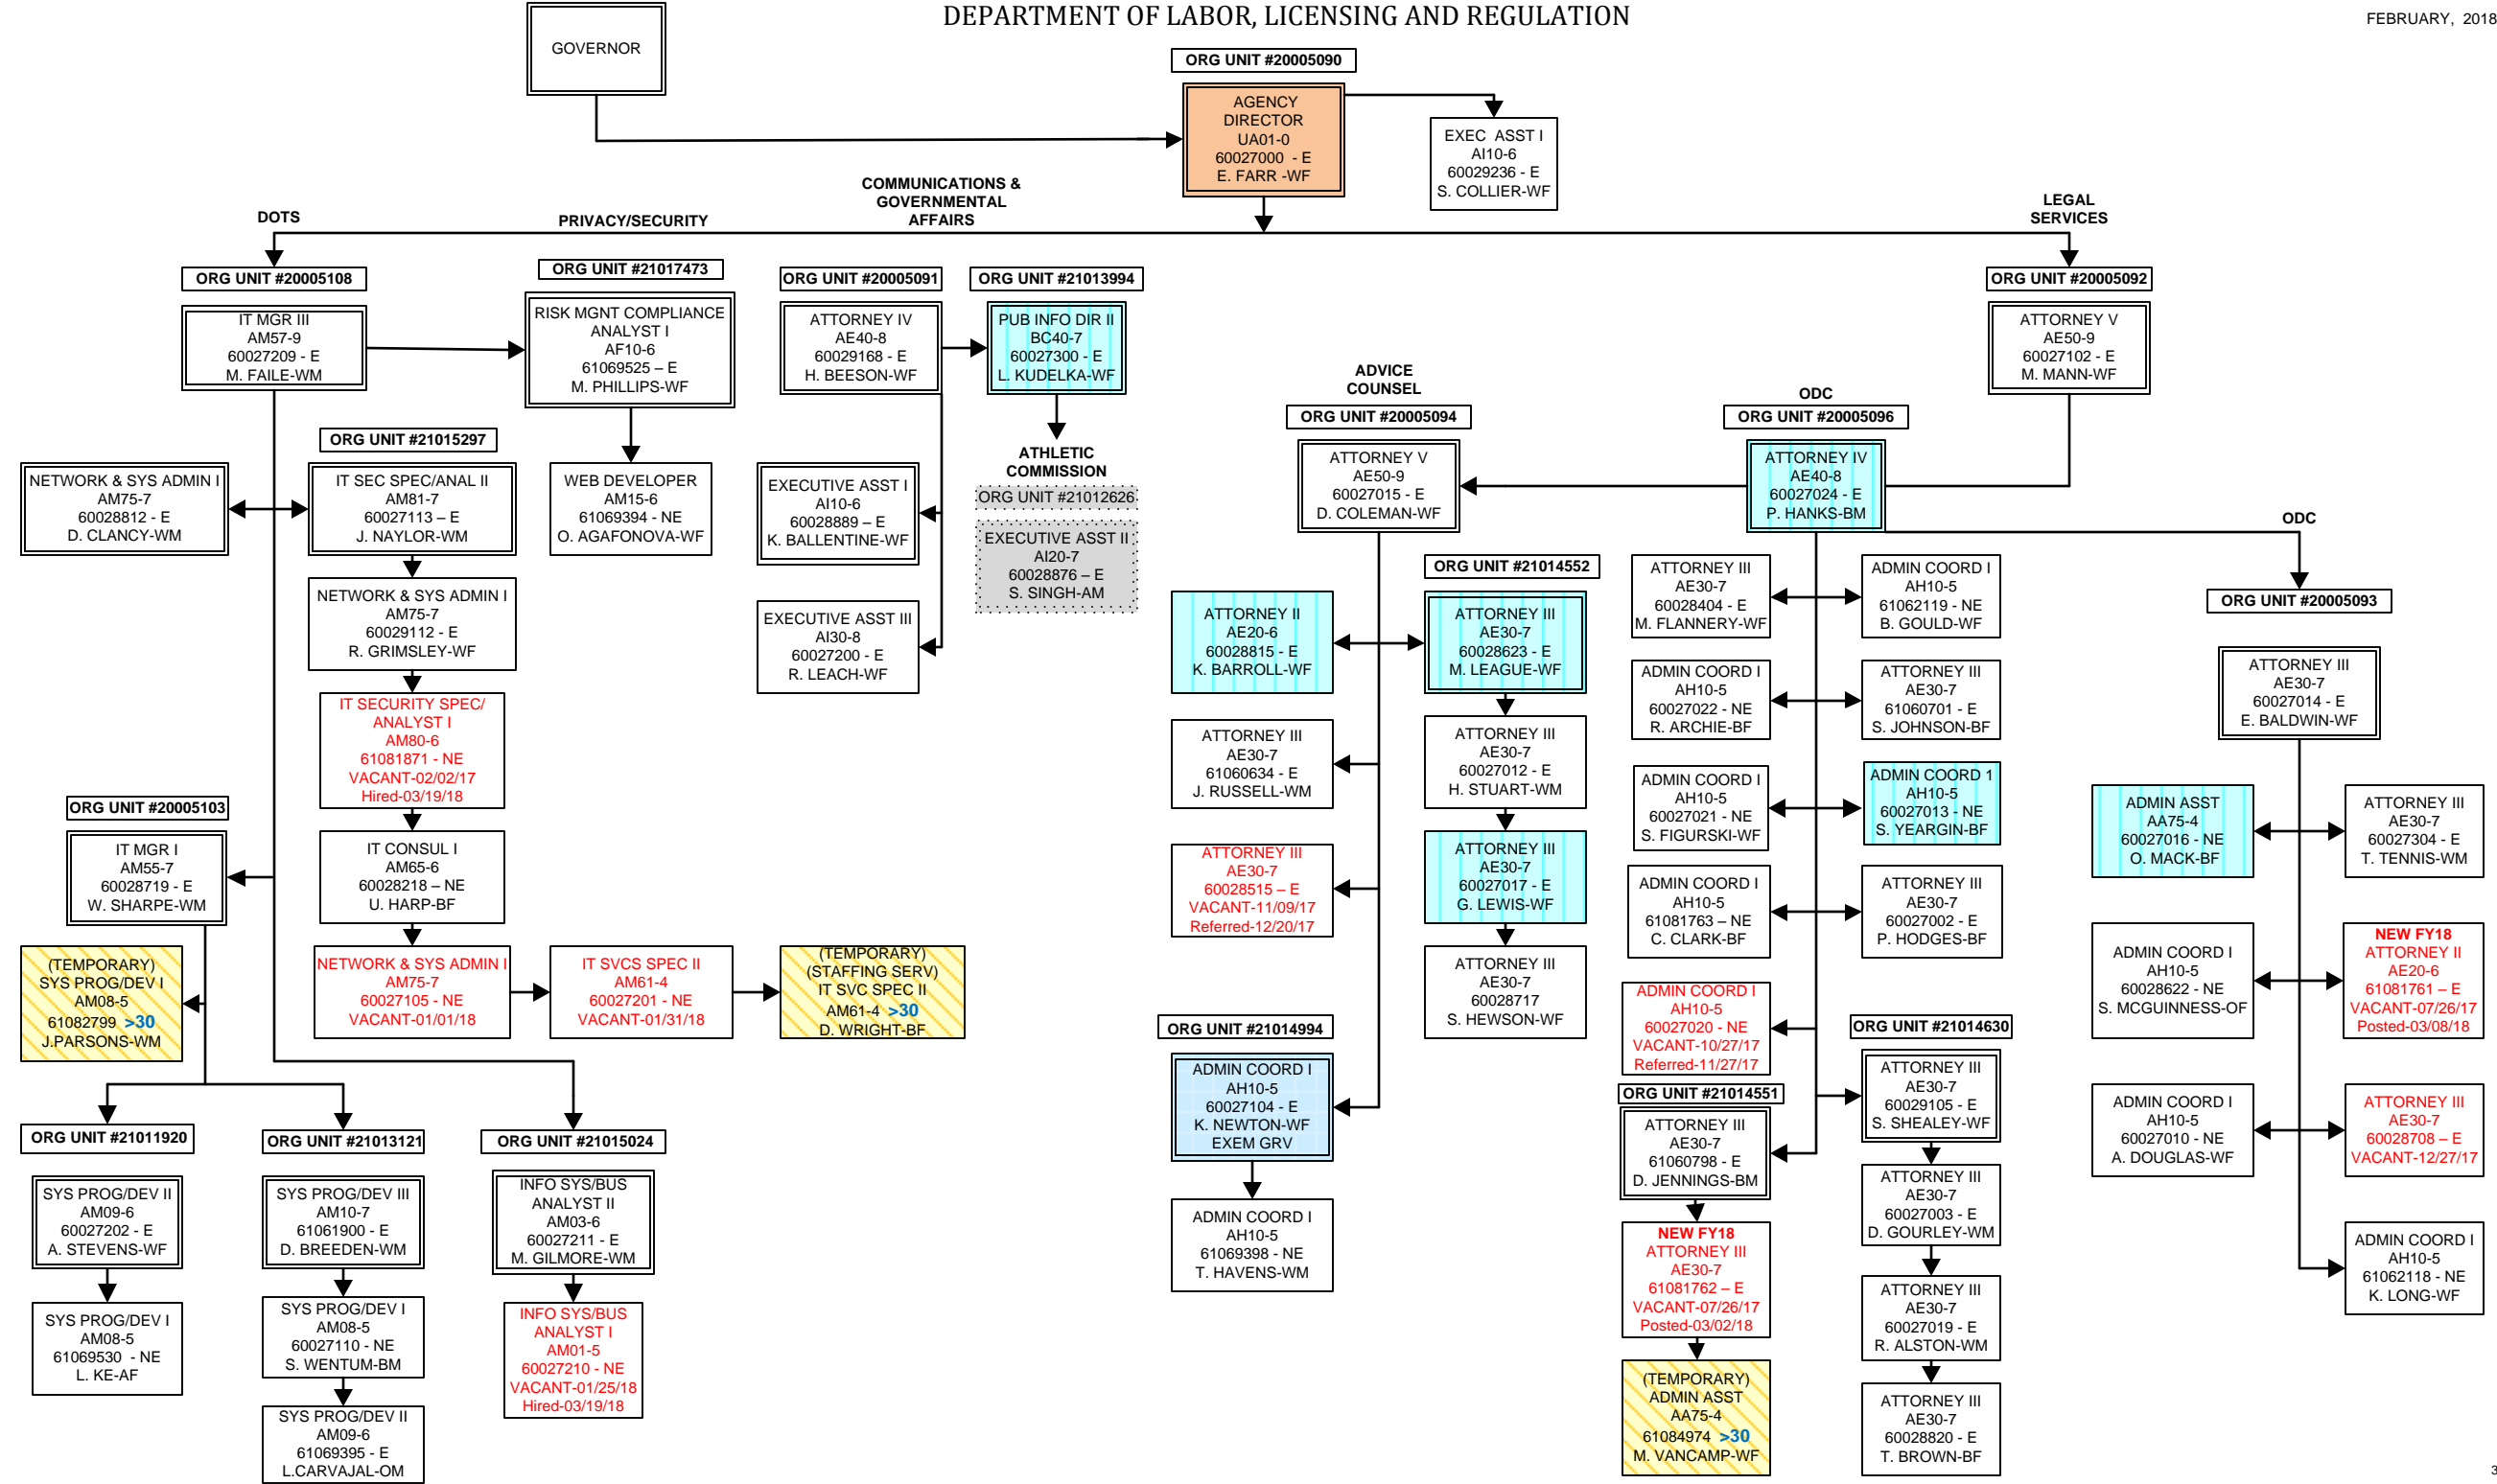 DEPARTMENT OF LABOR, LICENSING AND REGULATION
FEBRUARY, 2018
GOVERNOR
ORG UNIT #20005090
AGENCY
DIRECTOR
UA01-0
60027000 - E
E. FARR -WF
EXEC ASST I
AI10-6
60029236 - E
S. COLLIER-WF
DOTS
PRIVACY/SECURITY
COMMUNICATIONS &
GOVERNMENTAL
AFFAIRS
LEGAL
SERVICES
ORG UNIT #20005108
IT MGR III
AM57-9
60027209 - E
M. FAILE-WM
ORG UNIT #21017473
RISK MGNT COMPLIANCE
ANALYST I
AF10-6
61069525 – E
M. PHILLIPS-WF
WEB DEVELOPER
AM15-6
61069394 - NE
O. AGAFONOVA-WF
ORG UNIT #20005091
ATTORNEY IV
AE40-8
60029168 - E
H. BEESON-WF
ORG UNIT #21013994
PUB INFO DIR II
BC40-7
60027300 - E
L. KUDELKA-WF
ATHLETIC
COMMISSION
ORG UNIT #21012626
EXECUTIVE ASST II
AI20-7
60028876 – E
S. SINGH-AM
EXECUTIVE ASST I
AI10-6
60028889 – E
K. BALLENTINE-WF
EXECUTIVE ASST III
AI30-8
60027200 - E
R. LEACH-WF
ORG UNIT #21015297
NETWORK & SYS ADMIN I
AM75-7
60028812 - E
D. CLANCY-WM
IT SEC SPEC/ANAL II
AM81-7
60027113 – E
J. NAYLOR-WM
NETWORK & SYS ADMIN I
AM75-7
60029112 - E
R. GRIMSLEY-WF
IT SECURITY SPEC/
ANALYST I
AM80-6
61081871 - NE
VACANT-02/02/17
Hired-03/19/18
IT CONSUL I
AM65-6
60028218 – NE
U. HARP-BF
NETWORK & SYS ADMIN I
AM75-7
60027105 - NE
VACANT-01/01/18
IT SVCS SPEC II
AM61-4
60027201 - NE
VACANT-01/31/18
(TEMPORARY)
(STAFFING SERV)
IT SVC SPEC II
AM61-4 >30
D. WRIGHT-BF
ORG UNIT #20005103
IT MGR I
AM55-7
60028719 - E
W. SHARPE-WM
(TEMPORARY)
SYS PROG/DEV I
AM08-5
61082799 >30
J.PARSONS-WM
ORG UNIT #21011920
SYS PROG/DEV II
AM09-6
60027202 - E
A. STEVENS-WF
SYS PROG/DEV I
AM08-5
61069530 - NE
L. KE-AF
ORG UNIT #21013121
SYS PROG/DEV III
AM10-7
61061900 - E
D. BREEDEN-WM
SYS PROG/DEV I
AM08-5
60027110 - NE
S. WENTUM-BM
SYS PROG/DEV II
AM09-6
61069395 - E
L.CARVAJAL-OM
ORG UNIT #21015024
INFO SYS/BUS
ANALYST II
AM03-6
60027211 - E
M. GILMORE-WM
INFO SYS/BUS
ANALYST I
AM01-5
60027210 - NE
VACANT-01/25/18
Hired-03/19/18
ORG UNIT #20005092
ATTORNEY V
AE50-9
60027102 - E
M. MANN-WF
ADVICE
COUNSEL
ORG UNIT #20005094
ATTORNEY V
AE50-9
60027015 - E
D. COLEMAN-WF
ATTORNEY II
AE20-6
60028815 - E
K. BARROLL-WF
ATTORNEY III
AE30-7
61060634 - E
J. RUSSELL-WM
ATTORNEY III
AE30-7
60028515 – E
VACANT-11/09/17
Referred-12/20/17
ORG UNIT #21014552
ATTORNEY III
AE30-7
60028623 - E
M. LEAGUE-WF
ATTORNEY III
AE30-7
60027012 - E
H. STUART-WM
ATTORNEY III
AE30-7
60027017 - E
G. LEWIS-WF
ATTORNEY III
AE30-7
60028717
S. HEWSON-WF
ORG UNIT #21014994
ADMIN COORD I
AH10-5
60027104 - E
K. NEWTON-WF
EXEM GRV
ADMIN COORD I
AH10-5
61069398 - NE
T. HAVENS-WM
ODC
ORG UNIT #20005096
ATTORNEY IV
AE40-8
60027024 - E
P. HANKS-BM
ATTORNEY III
AE30-7
60028404 - E
M. FLANNERY-WF
ADMIN COORD I
AH10-5
61062119 - NE
B. GOULD-WF
ADMIN COORD I
AH10-5
60027022 - NE
R. ARCHIE-BF
ATTORNEY III
AE30-7
61060701 - E
S. JOHNSON-BF
ADMIN COORD I
AH10-5
60027021 - NE
S. FIGURSKI-WF
ADMIN COORD 1
AH10-5
60027013 - NE
S. YEARGIN-BF
ADMIN COORD I
AH10-5
61081763 – NE
C. CLARK-BF
ATTORNEY III
AE30-7
60027002 - E
P. HODGES-BF
ADMIN COORD I
AH10-5
60027020 - NE
VACANT-10/27/17
Referred-11/27/17
ORG UNIT #21014551
ATTORNEY III
AE30-7
61060798 - E
D. JENNINGS-BM
NEW FY18
ATTORNEY III
AE30-7
61081762 – E
VACANT-07/26/17
Posted-03/02/18
(TEMPORARY)
ADMIN ASST
AA75-4
61084974 >30
M. VANCAMP-WF
ORG UNIT #21014630
ATTORNEY III
AE30-7
60029105 - E
S. SHEALEY-WF
ATTORNEY III
AE30-7
60027003 - E
D. GOURLEY-WM
ATTORNEY III
AE30-7
60027019 - E
R. ALSTON-WM
ATTORNEY III
AE30-7
60028820 - E
T. BROWN-BF
ODC
ORG UNIT #20005093
ATTORNEY III
AE30-7
60027014 - E
E. BALDWIN-WF
ADMIN ASST
AA75-4
60027016 - NE
O. MACK-BF
ATTORNEY III
AE30-7
60027304 - E
T. TENNIS-WM
ADMIN COORD I
AH10-5
60028622 - NE
S. MCGUINNESS-OF
NEW FY18
ATTORNEY II
AE20-6
61081761 – E
VACANT-07/26/17
Posted-03/08/18
ADMIN COORD I
AH10-5
60027010 - NE
A. DOUGLAS-WF
ATTORNEY III
AE30-7
60028708 – E
VACANT-12/27/17
ADMIN COORD I
AH10-5
61062118 - NE
K. LONG-WF
3